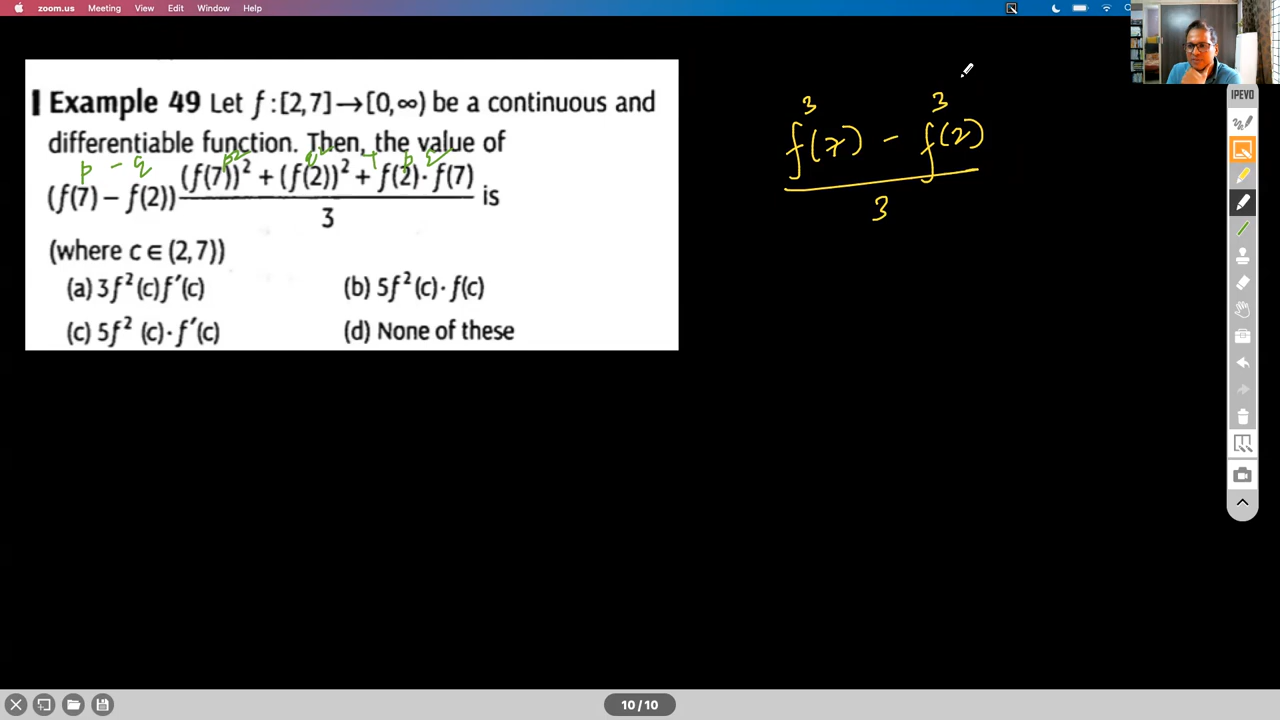 zoom.us Meeting View Edit Window Help
Example 49 Let f : [2, 7] → [0, ∞) be a continuous and
differentiable function. Then, the value of
p - q p² q² + p q
(f(7) – f(2)) (f(7))² + (f(2))² + f(2) · f(7) is
3
(where c ∈ (2, 7))
(a) 3f²(c)f′(c) (b) 5f²(c) · f(c)
(c) 5f² (c) · f′(c) (d) None of these
f³(7) - f³(2)
3
IPEVO
10 / 10